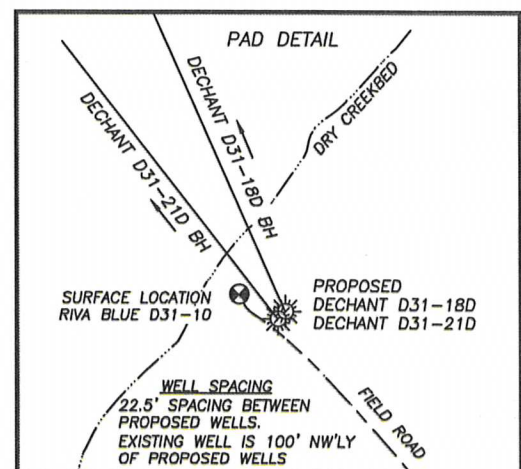 PAD DETAIL
DECHANT D31-18D BH
DECHANT D31-21D BH
DRY CREEKBED
SURFACE LOCATION
RIVA BLUE D31-10
PROPOSED
DECHANT D31-18D
DECHANT D31-21D
WELL SPACING
22.5' SPACING BETWEEN
PROPOSED WELLS.
EXISTING WELL IS 100' NW'LY
OF PROPOSED WELLS
FIELD ROAD